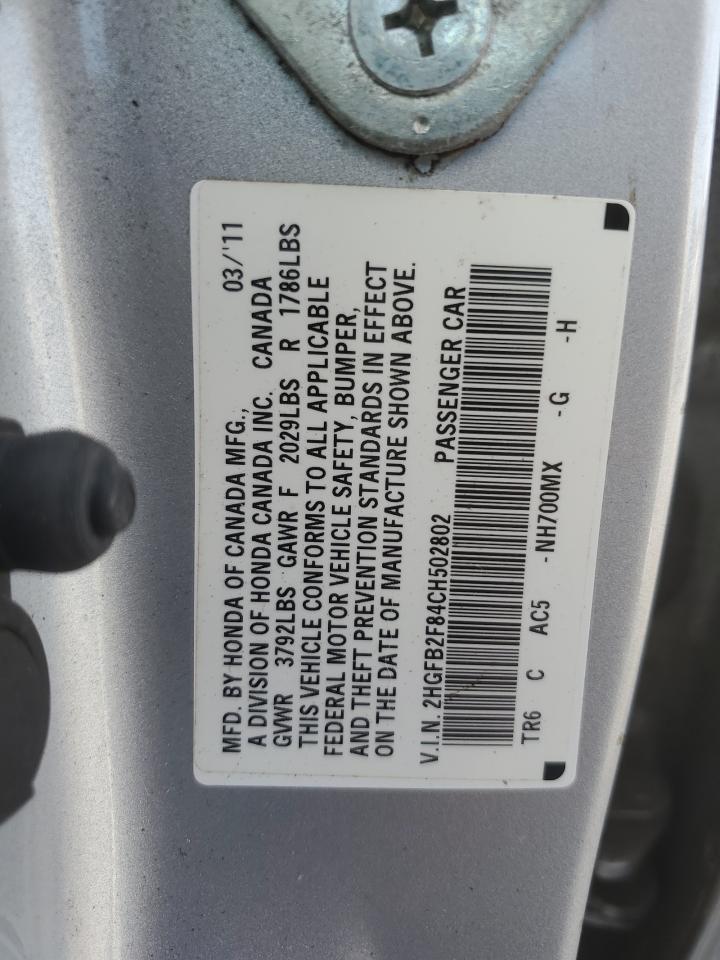 MFD. BY HONDA OF CANADA MFG., 03/'11
A DIVISION OF HONDA CANADA INC. CANADA
GVWR 3792LBS GAWR F 2029LBS R 1786LBS
THIS VEHICLE CONFORMS TO ALL APPLICABLE
FEDERAL MOTOR VEHICLE SAFETY, BUMPER,
AND THEFT PREVENTION STANDARDS IN EFFECT
ON THE DATE OF MANUFACTURE SHOWN ABOVE.
V.I.N. 2HGFB2F84CH502802 PASSENGER CAR
TR6 C AC5 -NH700MX -G -H